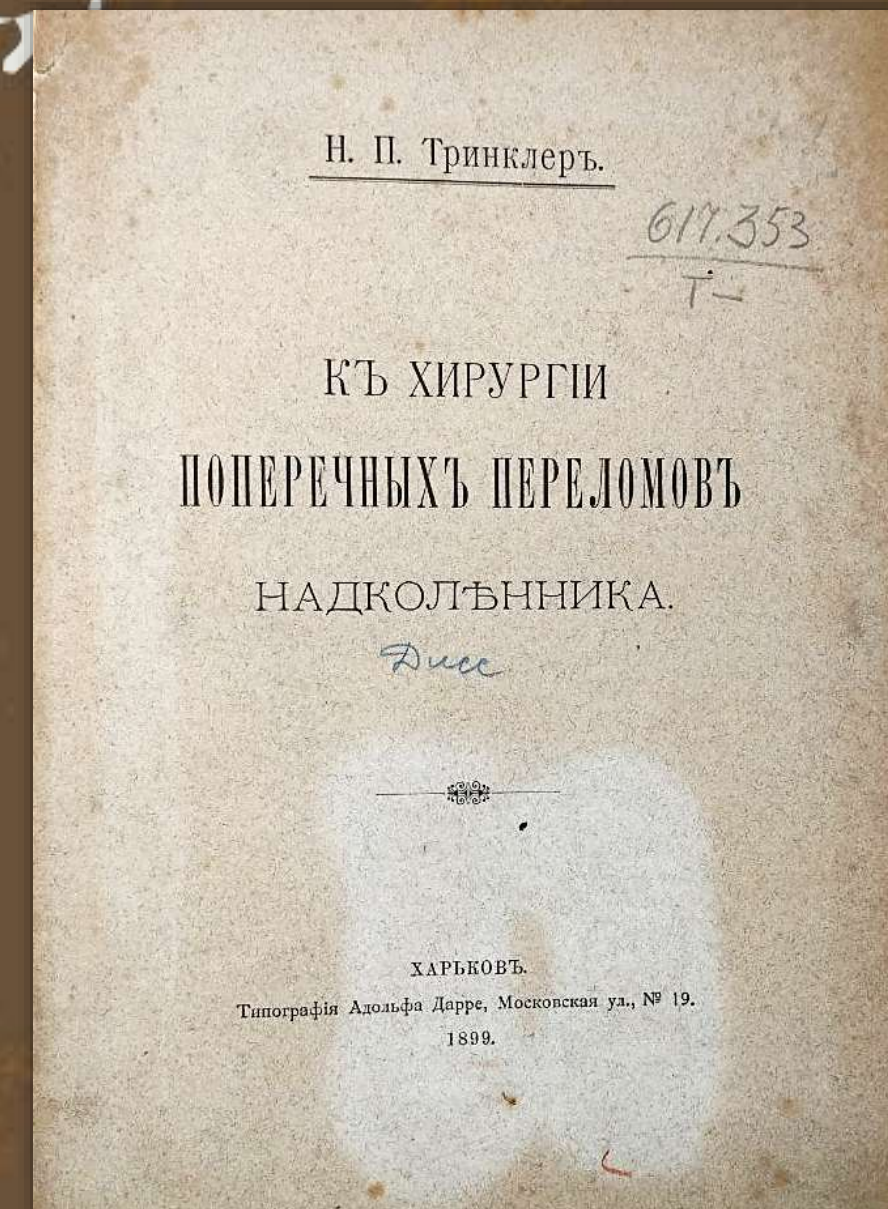 Н. П. Тринклеръ.
617.353
Т—
КЪ ХИРУРГІИ
ПОПЕРЕЧНЫХЪ ПЕРЕЛОМОВЪ
НАДКОЛѢННИКА.
Дисс
ХАРЬКОВЪ.
Типографія Адольфа Дарре, Московская ул., № 19.
1899.